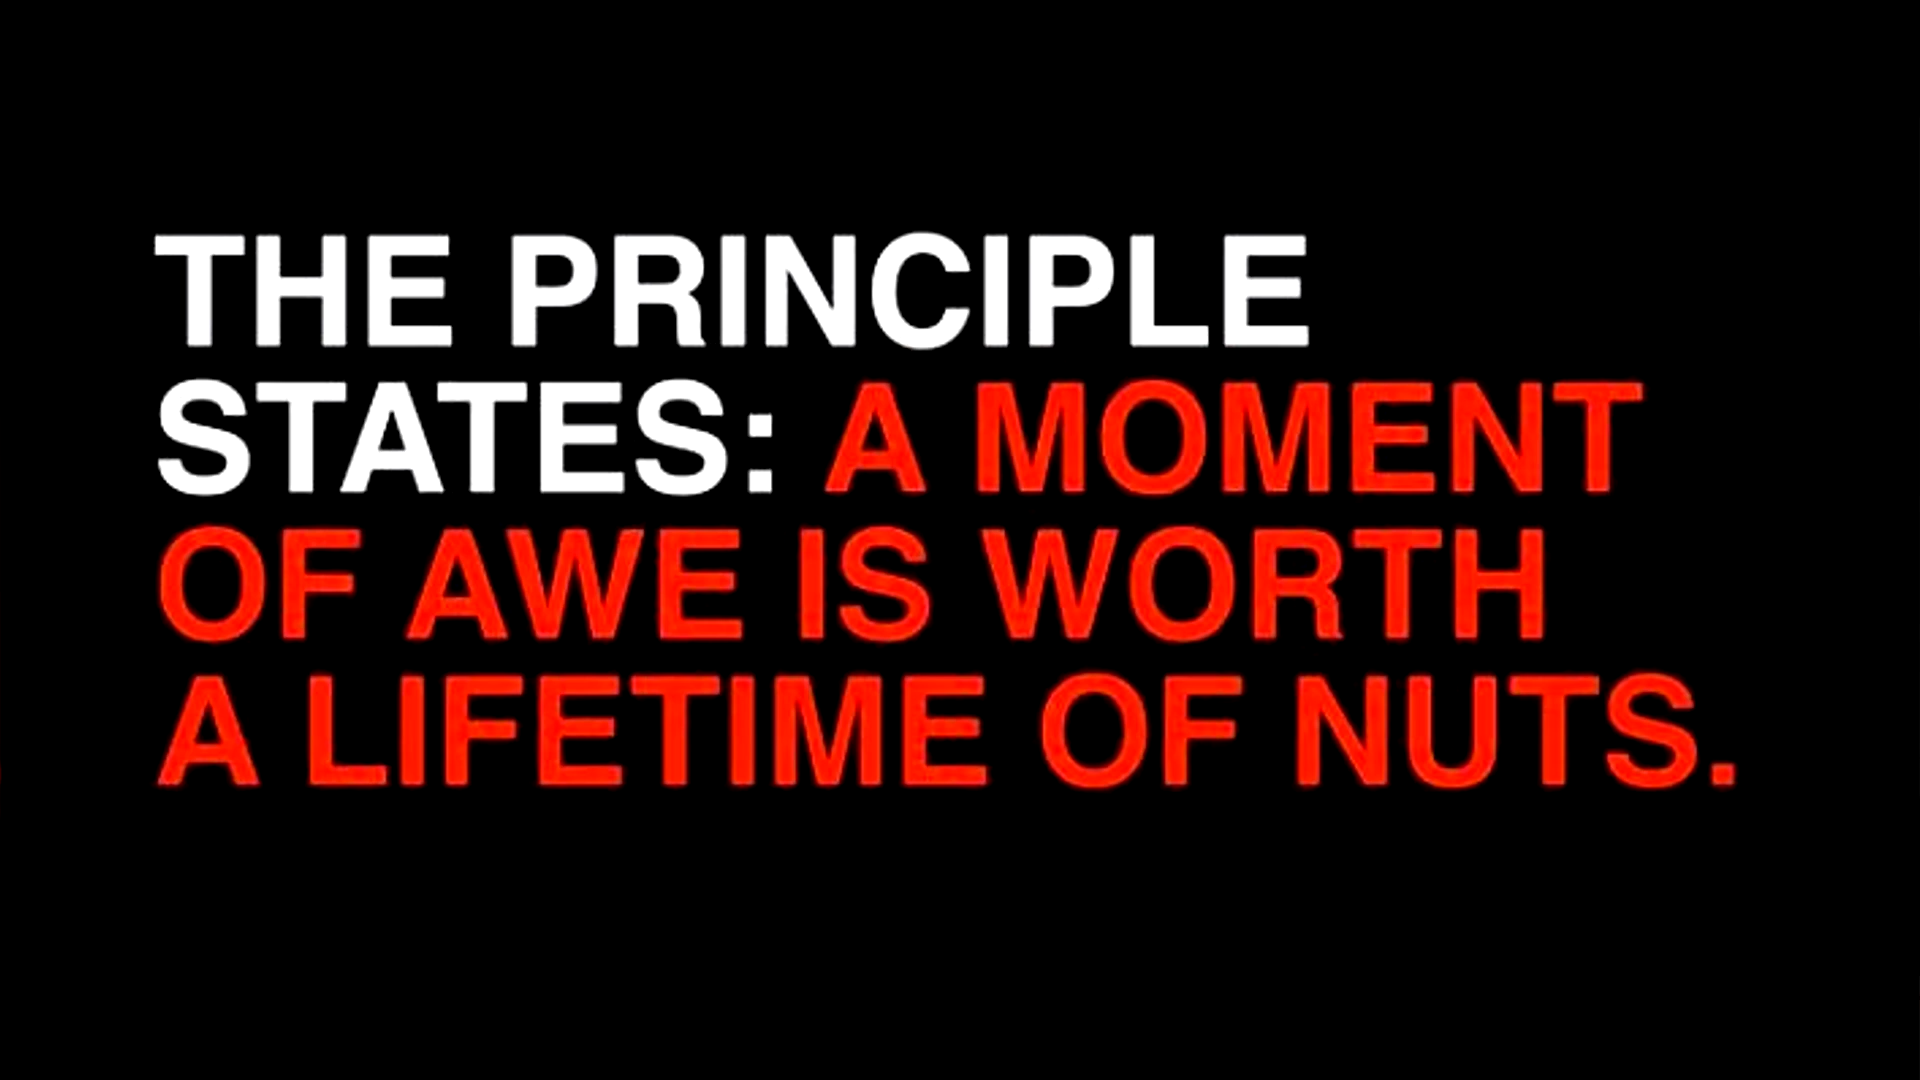 THE PRINCIPLE
STATES: A MOMENT
OF AWE IS WORTH
A LIFETIME OF NUTS.